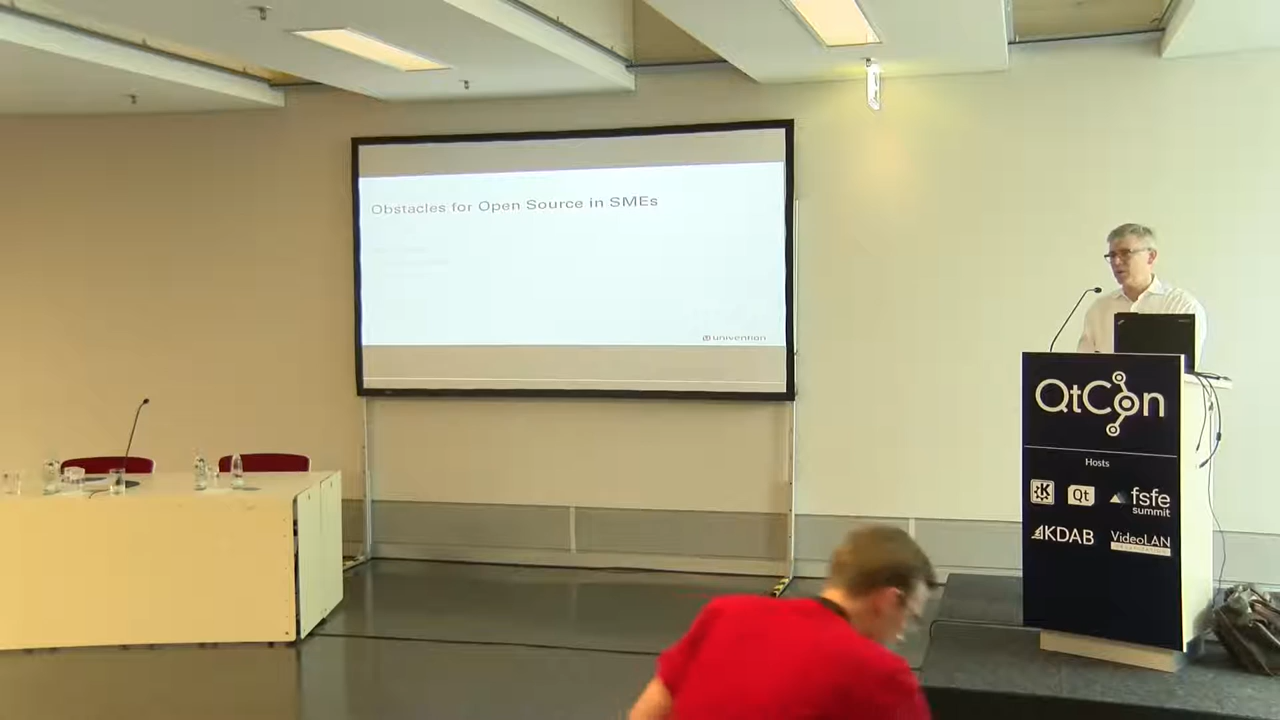 Obstacles for Open Source in SMEs
univention
QtCon
Hosts
Qt
fsfe
summit
KDAB
VideoLAN